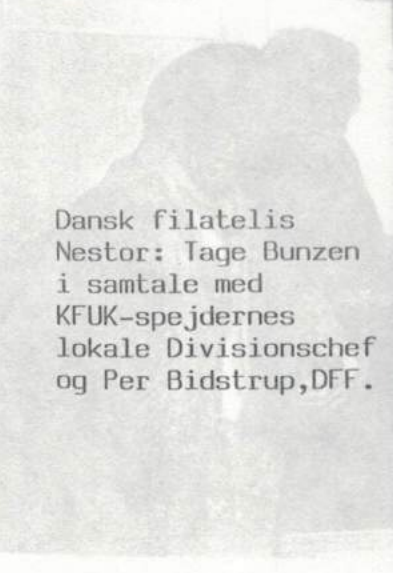 Dansk filatelis
Nestor: Tage Bunzen
i samtale med
KFUK-spejdernes
lokale Divisionschef
og Per Bidstrup,DFF.